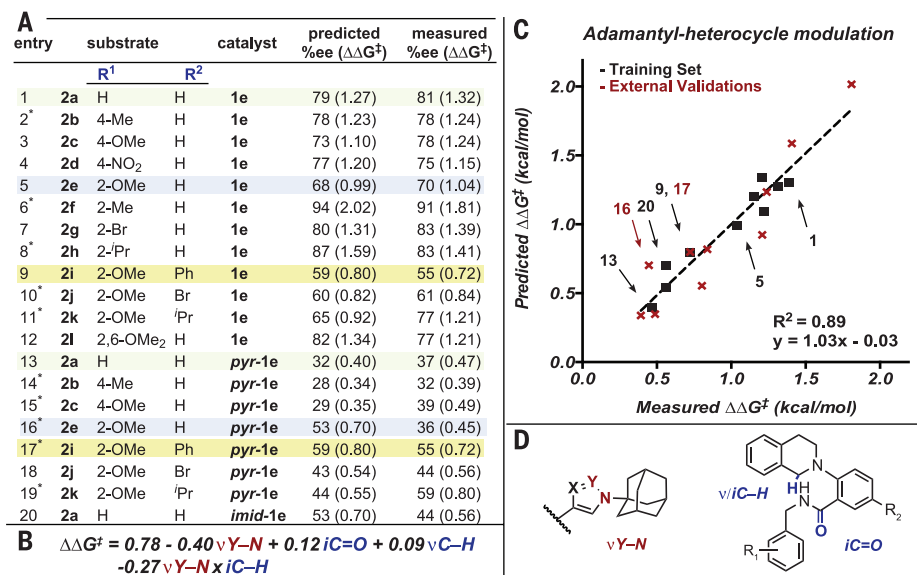 A
entry substrate catalyst predicted %ee (ΔΔG‡) measured %ee (ΔΔG‡)
R¹ R²
1 2a H H 1e 79 (1.27) 81 (1.32)
2* 2b 4-Me H 1e 78 (1.23) 78 (1.24)
3 2c 4-OMe H 1e 73 (1.10) 78 (1.24)
4 2d 4-NO₂ H 1e 77 (1.20) 75 (1.15)
5 2e 2-OMe H 1e 68 (0.99) 70 (1.04)
6* 2f 2-Me H 1e 94 (2.02) 91 (1.81)
7 2g 2-Br H 1e 80 (1.31) 83 (1.39)
8* 2h 2-ⁱPr H 1e 87 (1.59) 83 (1.41)
9 2i 2-OMe Ph 1e 59 (0.80) 55 (0.72)
10* 2j 2-OMe Br 1e 60 (0.82) 61 (0.84)
11* 2k 2-OMe ⁱPr 1e 65 (0.92) 77 (1.21)
12 2l 2,6-OMe₂ H 1e 82 (1.34) 77 (1.21)
13 2a H H pyr-1e 32 (0.40) 37 (0.47)
14* 2b 4-Me H pyr-1e 28 (0.34) 32 (0.39)
15* 2c 4-OMe H pyr-1e 29 (0.35) 39 (0.49)
16* 2e 2-OMe H pyr-1e 53 (0.70) 36 (0.45)
17* 2i 2-OMe Ph pyr-1e 59 (0.80) 55 (0.72)
18 2j 2-OMe Br pyr-1e 43 (0.54) 44 (0.56)
19* 2k 2-OMe ⁱPr pyr-1e 44 (0.55) 59 (0.80)
20 2a H H imid-1e 53 (0.70) 44 (0.56)
B
ΔΔG‡ = 0.78 - 0.40 νY–N + 0.12 iC=O + 0.09 νC–H
-0.27 νY–N x iC–H
C
Adamantyl-heterocycle modulation
- Training Set
- External Validations
Predicted ΔΔG‡ (kcal/mol)
2.0
1.5
1.0
0.5
0.0
9, 17
16 20
13
1
5
R² = 0.89
y = 1.03x - 0.03
0.0 0.5 1.0 1.5 2.0
Measured ΔΔG‡ (kcal/mol)
D
X Y
N
νY–N
N
ν/iC–H
H
HN
O
R₂
R₁
iC=O